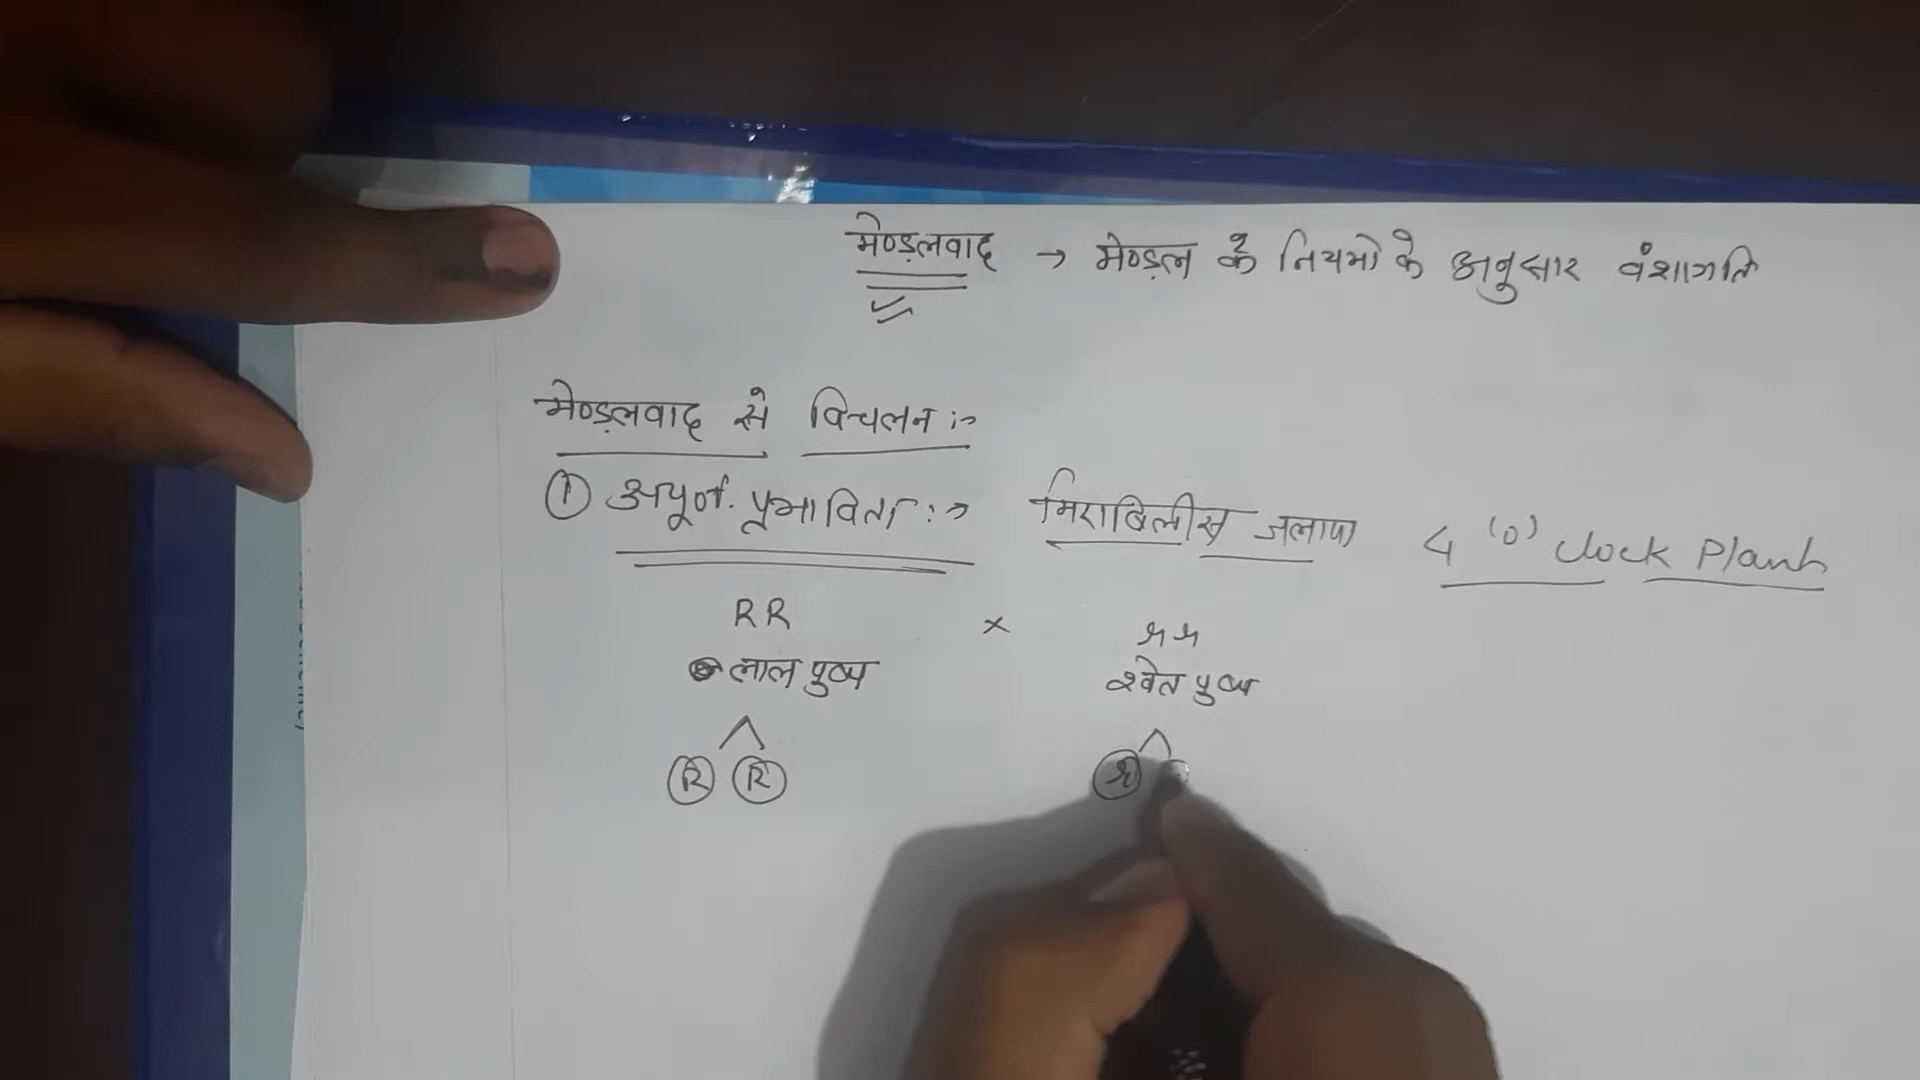 मेण्डलवाद → मेण्डल के नियमो के अनुसार वंशागति
मेण्डलवाद से विचलन :-
① अपूर्ण प्रभाविता :→ मिराबिलीस जलापा 4 'O' clock Plant
RR × rr
लाल पुष्प श्वेत पुष्प
R R r